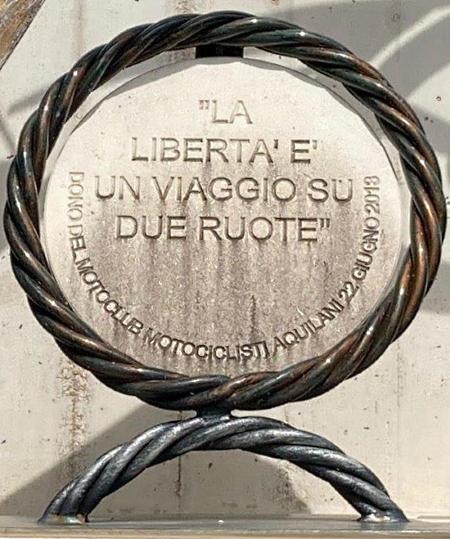 "LA
LIBERTA' E'
UN VIAGGIO SU
DUE RUOTE"
DONO DEL MOTOCLUB MOTOCICLISTI AQUILANI 22 GIUGNO 2013